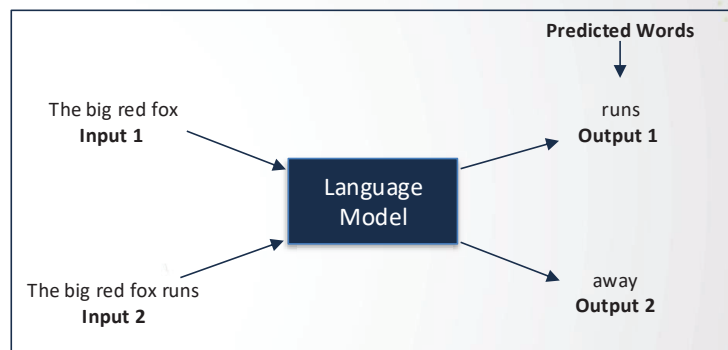 Predicted Words
The big red fox
Input 1
runs
Output 1
Language
Model
The big red fox runs
Input 2
away
Output 2